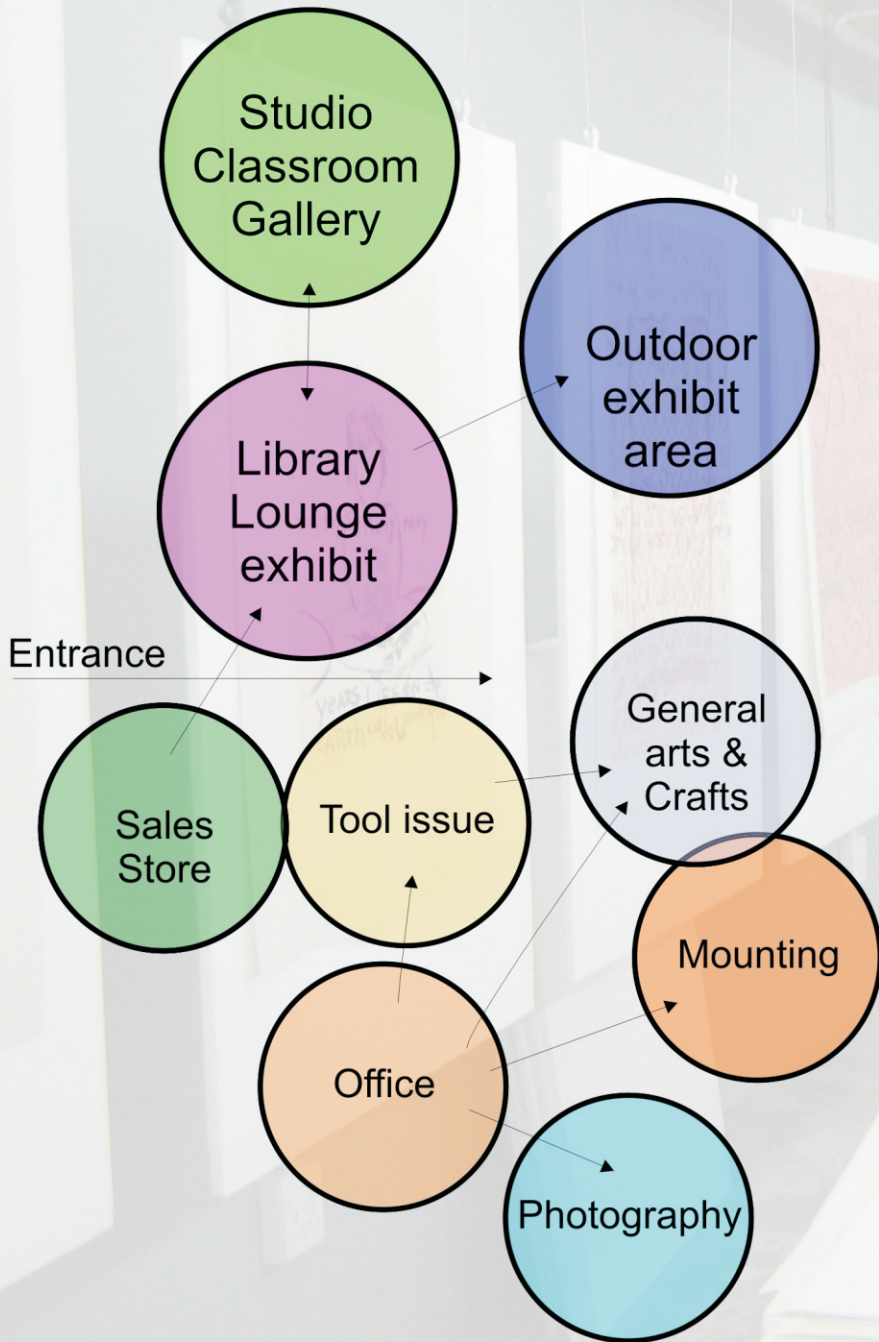 Studio
Classroom
Gallery
Outdoor
exhibit
area
Library
Lounge
exhibit
Entrance
General
arts &
Crafts
Sales
Store
Tool issue
Mounting
Office
Photography